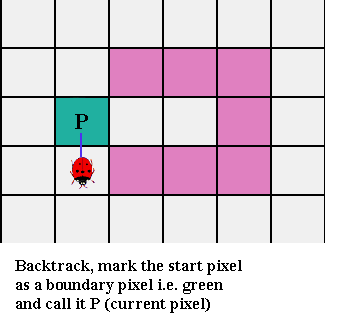 P
Backtrack, mark the start pixel
as a boundary pixel i.e. green
and call it P (current pixel)